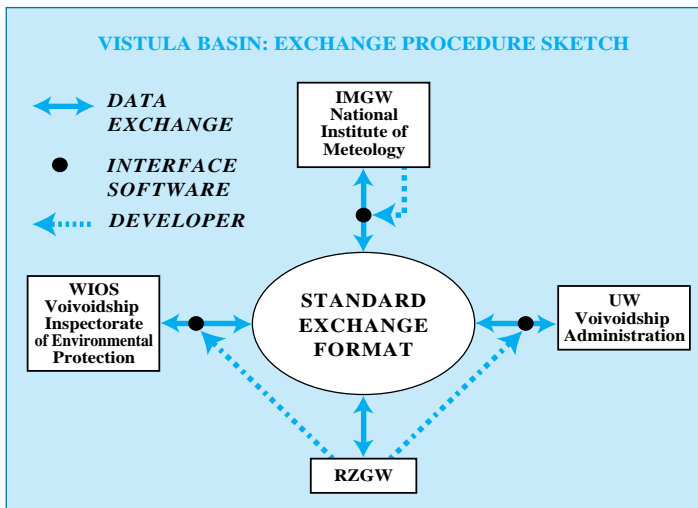 VISTULA BASIN: EXCHANGE PROCEDURE SKETCH
DATA
EXCHANGE
INTERFACE
SOFTWARE
DEVELOPER
IMGW
National
Institute of
Meteology
WIOS
Voivoidship
Inspectorate
of Environmental
Protection
STANDARD
EXCHANGE
FORMAT
UW
Voivoidship
Administration
RZGW